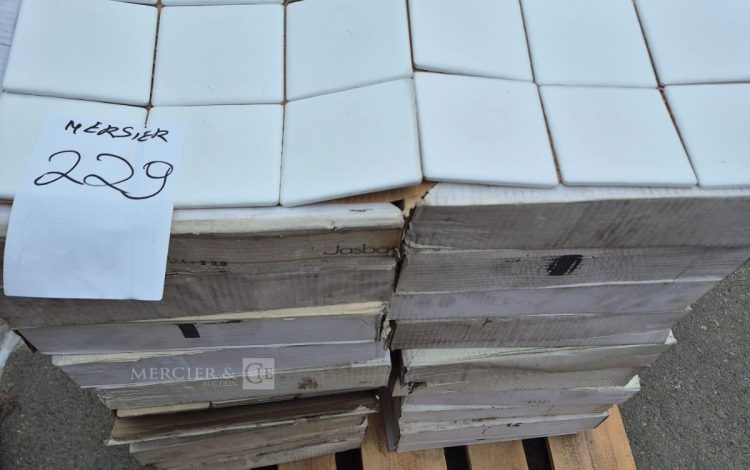 MERSIER
229
Jasba
MERCIER & CIE
AUCTION